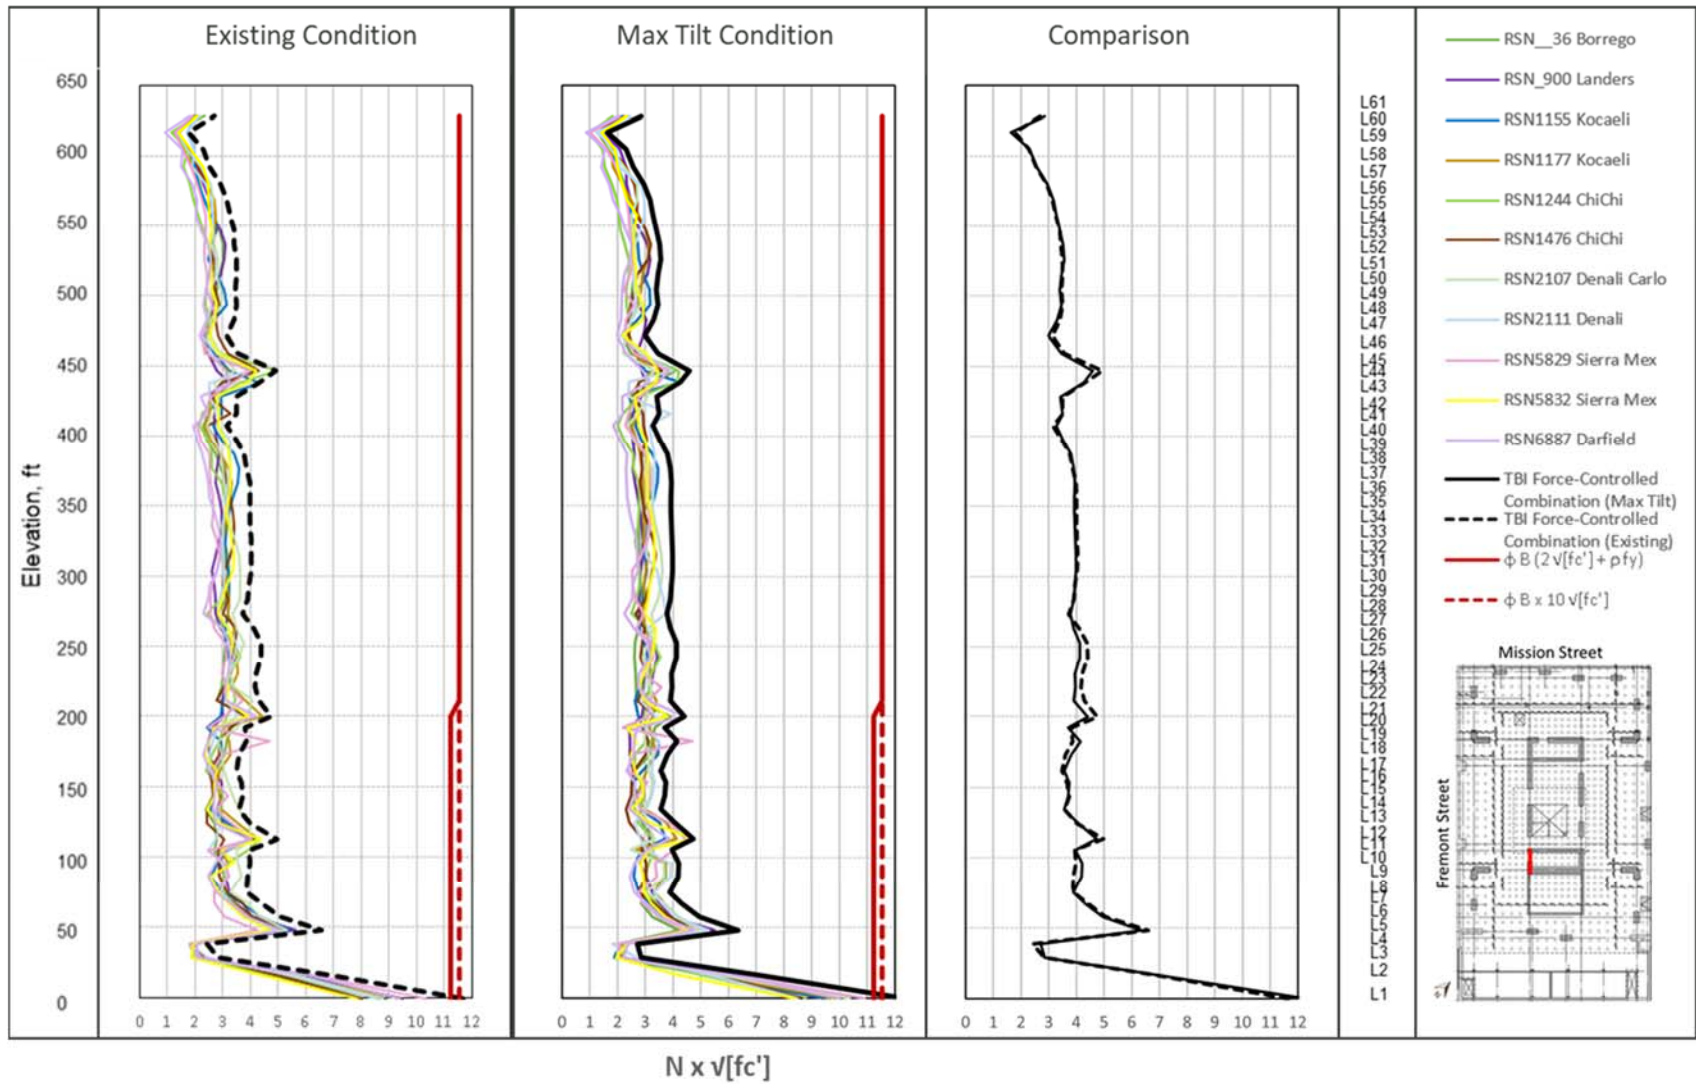 Existing Condition
Max Tilt Condition
Comparison
Elevation, ft
650
600
550
500
450
400
350
300
250
200
150
100
50
0
0 1 2 3 4 5 6 7 8 9 10 11 12
0 1 2 3 4 5 6 7 8 9 10 11 12
0 1 2 3 4 5 6 7 8 9 10 11 12
N x √[fc']
L61
L60
L59
L58
L57
L56
L55
L54
L53
L52
L51
L50
L49
L48
L47
L46
L45
L44
L43
L42
L41
L40
L39
L38
L37
L36
L35
L34
L33
L32
L31
L30
L29
L28
L27
L26
L25
L24
L23
L22
L21
L20
L19
L18
L17
L16
L15
L14
L13
L12
L11
L10
L9
L8
L7
L6
L5
L4
L3
L2
L1
RSN__36 Borrego
RSN_900 Landers
RSN1155 Kocaeli
RSN1177 Kocaeli
RSN1244 ChiChi
RSN1476 ChiChi
RSN2107 Denali Carlo
RSN2111 Denali
RSN5829 Sierra Mex
RSN5832 Sierra Mex
RSN6887 Darfield
TBI Force-Controlled
Combination (Max Tilt)
TBI Force-Controlled
Combination (Existing)
ϕ B (2 √[fc'] + ρ fy)
ϕ B x 10 √[fc']
Mission Street
Fremont Street